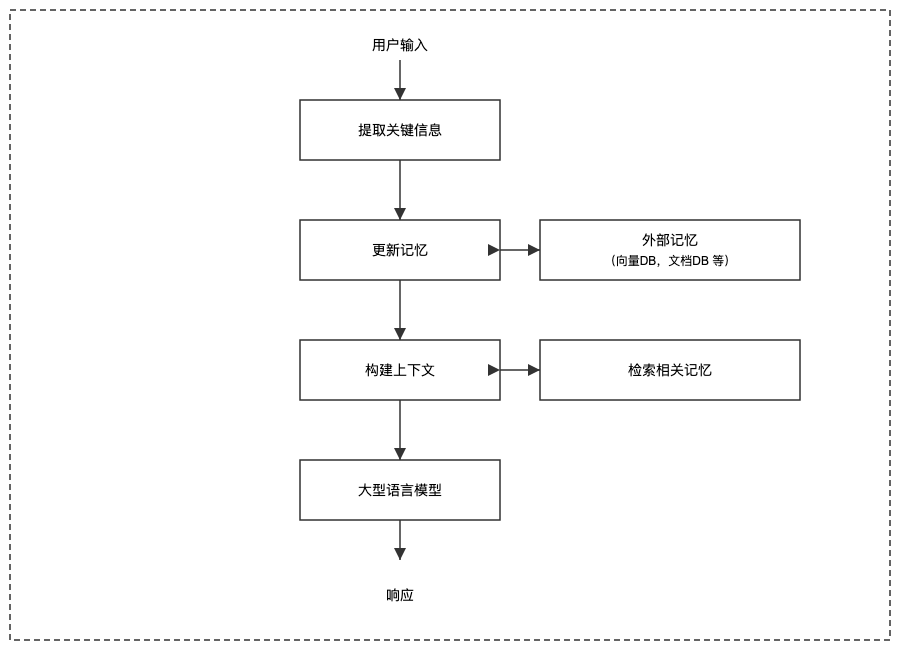 用户输入
提取关键信息
更新记忆
外部记忆
（向量DB，文档DB 等）
构建上下文
检索相关记忆
大型语言模型
响应